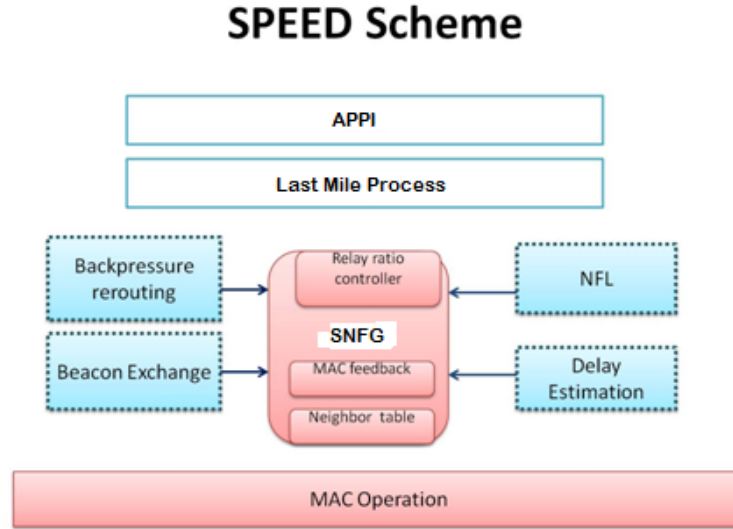 SPEED Scheme
APPI
Last Mile Process
Backpressure
rerouting
Relay ratio
controller
NFL
SNFG
Beacon Exchange
MAC feedback
Delay
Estimation
Neighbor table
MAC Operation